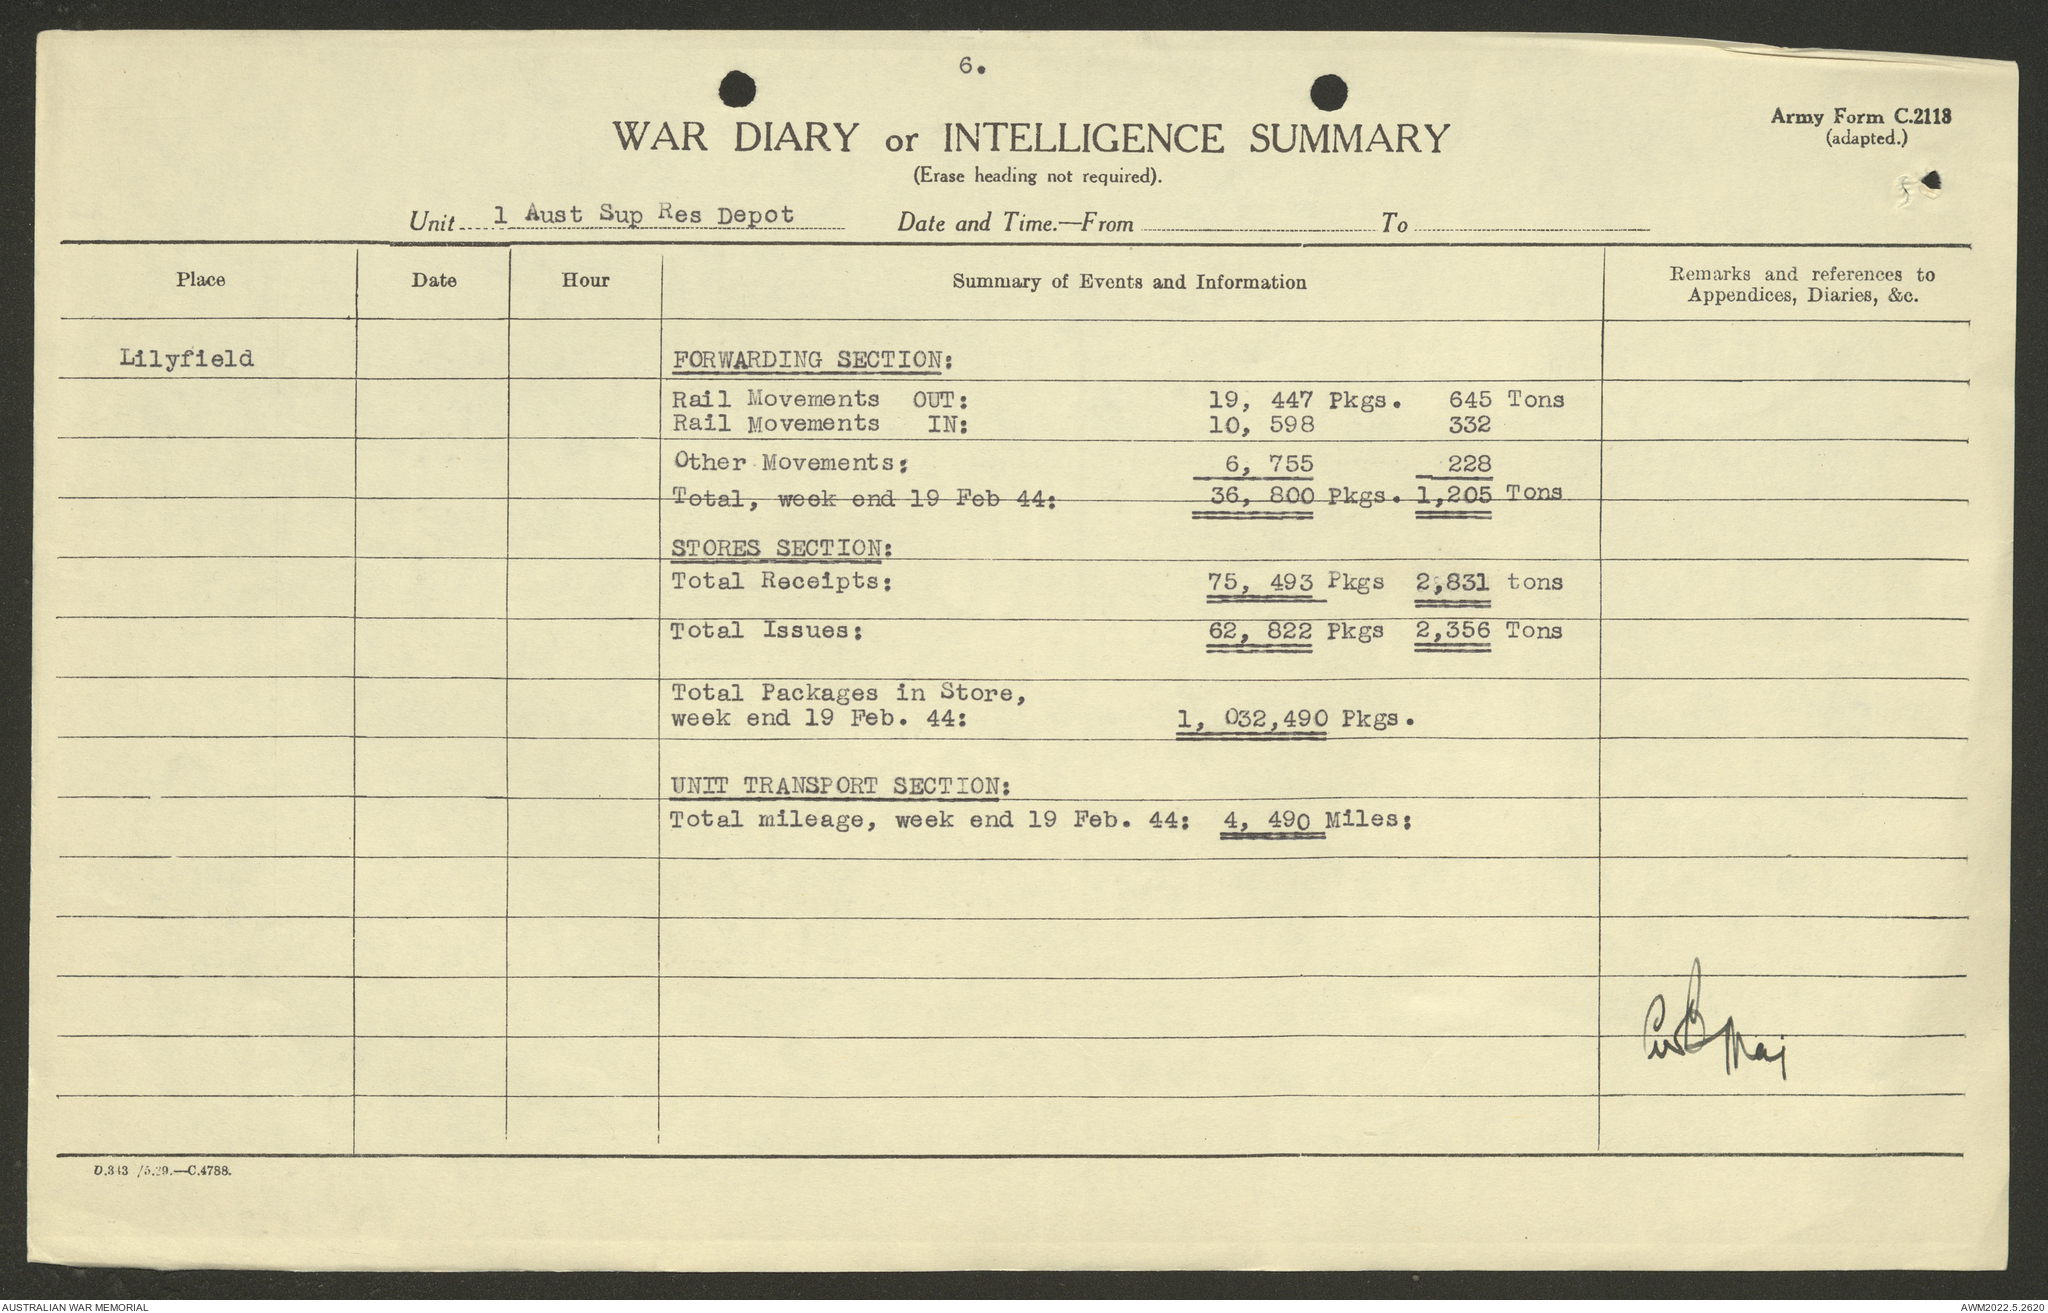 6.
Army Form C.2118
(adapted.)
WAR DIARY or INTELLIGENCE SUMMARY
(Erase heading not required).
Unit 1 Aust Sup Res Depot Date and Time.—From To
Place Date Hour Summary of Events and Information Remarks and references to
Appendices, Diaries, &c.
Lilyfield FORWARDING SECTION:
Rail Movements OUT: 19, 447 Pkgs. 645 Tons
Rail Movements IN: 10, 598 332
Other Movements: 6, 755 228
Total, week end 19 Feb 44: 36, 800 Pkgs. 1,205 Tons
STORES SECTION:
Total Receipts: 75, 493 Pkgs 2,831 tons
Total Issues: 62, 822 Pkgs 2,356 Tons
Total Packages in Store,
week end 19 Feb. 44: 1, 032,490 Pkgs.
UNIT TRANSPORT SECTION:
Total mileage, week end 19 Feb. 44: 4, 490 Miles:
Maj
D.343 /5.39.—C.4788.
AUSTRALIAN WAR MEMORIAL AWM2022.5.2620